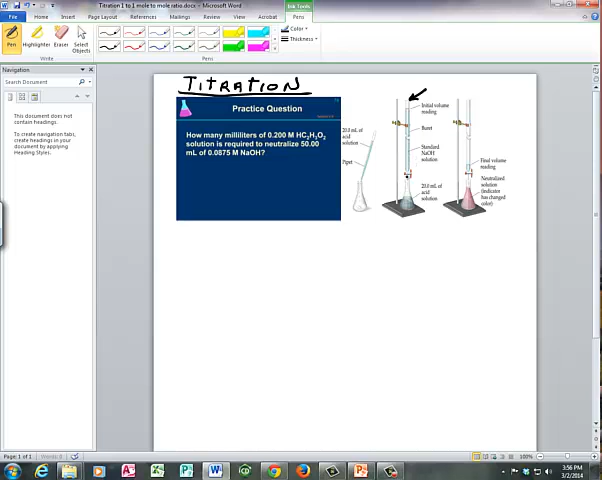 Titration 1 to 1 mole to mole ratio.docx - Microsoft Word
Ink Tools
File
Home
Insert
Page Layout
References
Mailings
Review
View
Acrobat
Pens
Pen
Highlighter
Eraser
Select Objects
Color
Thickness
Write
Pens
Navigation
Search Document
This document does not contain headings.
To create navigation tabs, create headings in your document by applying Heading Styles.
TITRATION
Practice Question
How many milliliters of 0.200 M HC2H3O2
solution is required to neutralize 50.00
mL of 0.0875 M NaOH?
20.0 mL of
acid
solution
Pipet
Initial volume
reading
Buret
Standard
NaOH
solution
20.0 mL of
acid
solution
Final volume
reading
Neutralized
solution
(indicator
has changed
color)
Page: 1 of 1
Words: 0
100%
3:56 PM
3/2/2014